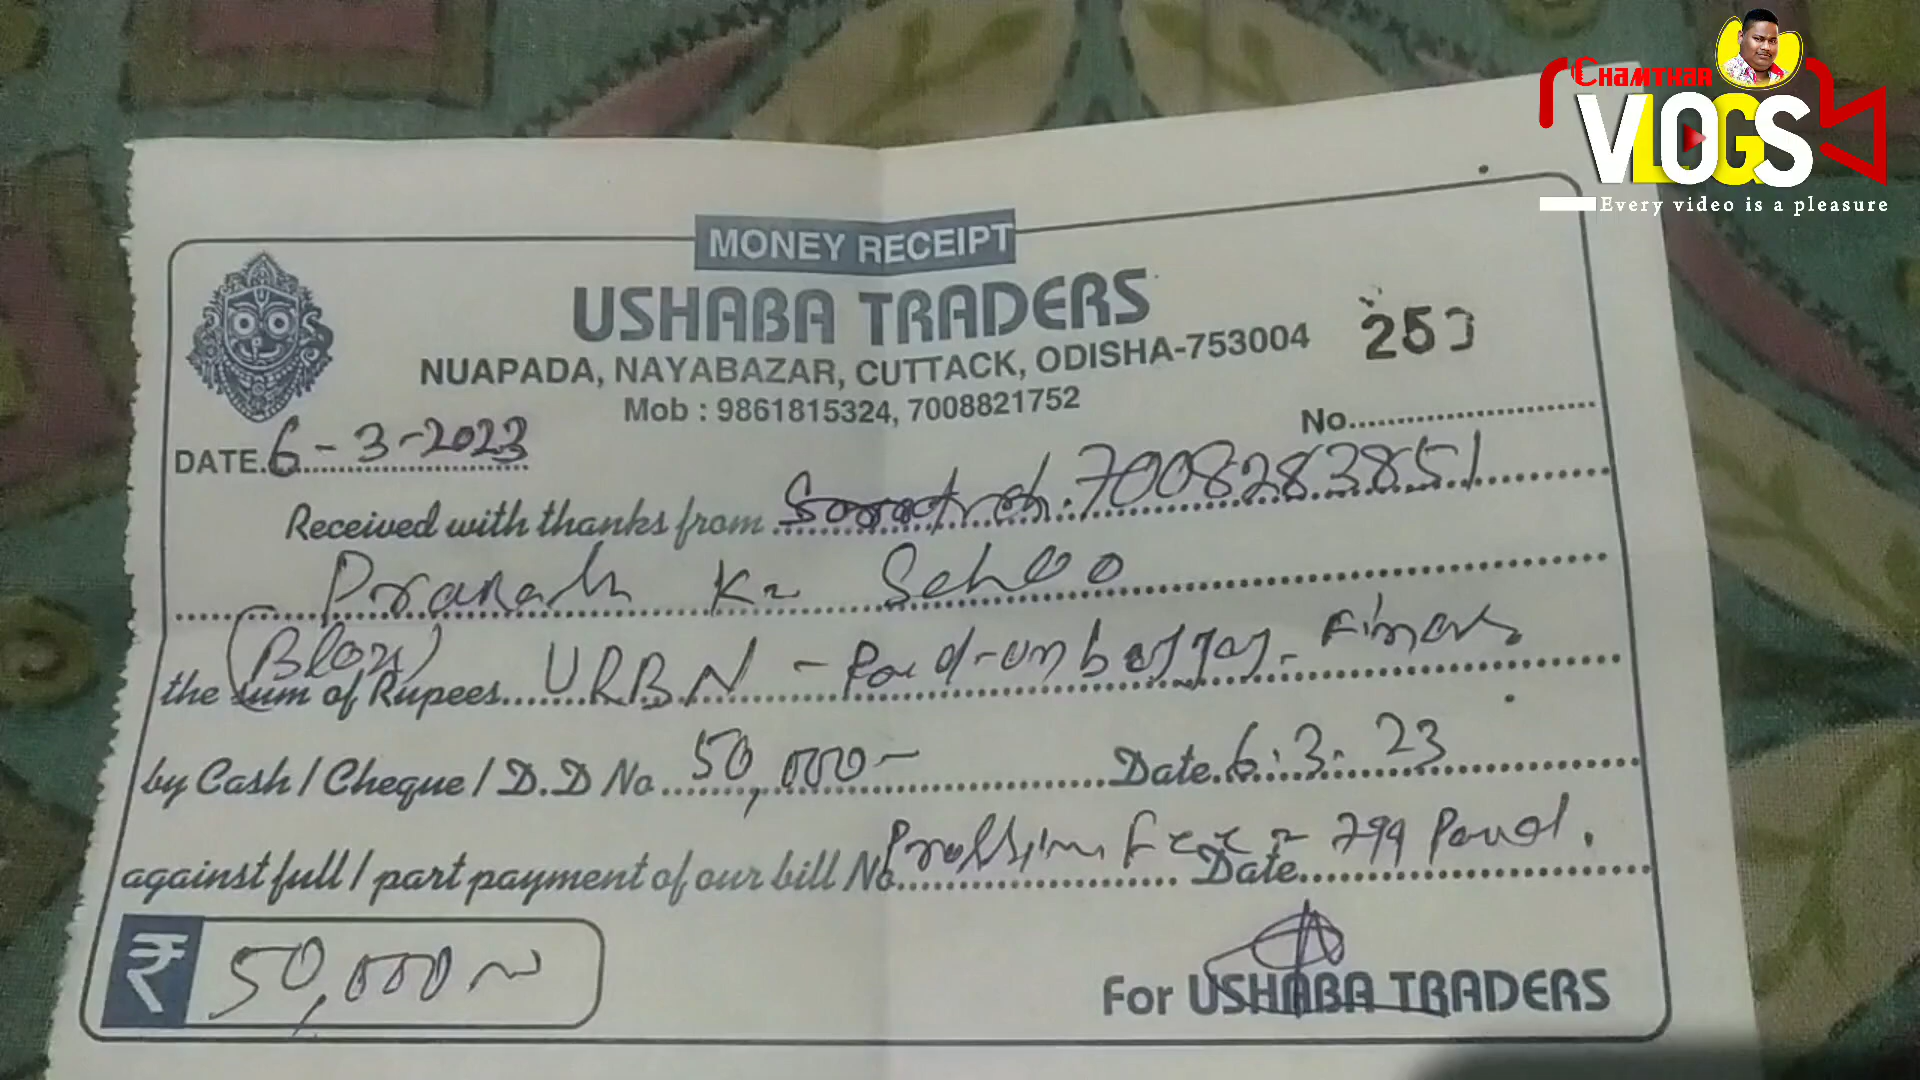 CHAMTKAR
VLOGS
Every video is a pleasure
MONEY RECEIPT
USHABA TRADERS
NUAPADA, NAYABAZAR, CUTTACK, ODISHA-753004
Mob : 9861815324, 7008821752
No.
DATE. 6-3-2023
Received with thanks from 7008283851
Kr
the sum of Rupees URBN -
by Cash / Cheque / D.D No. 50,000 Date. 6.3.23
against full / part payment of our bill No. Date. 799
₹ 50,000
For USHABA TRADERS